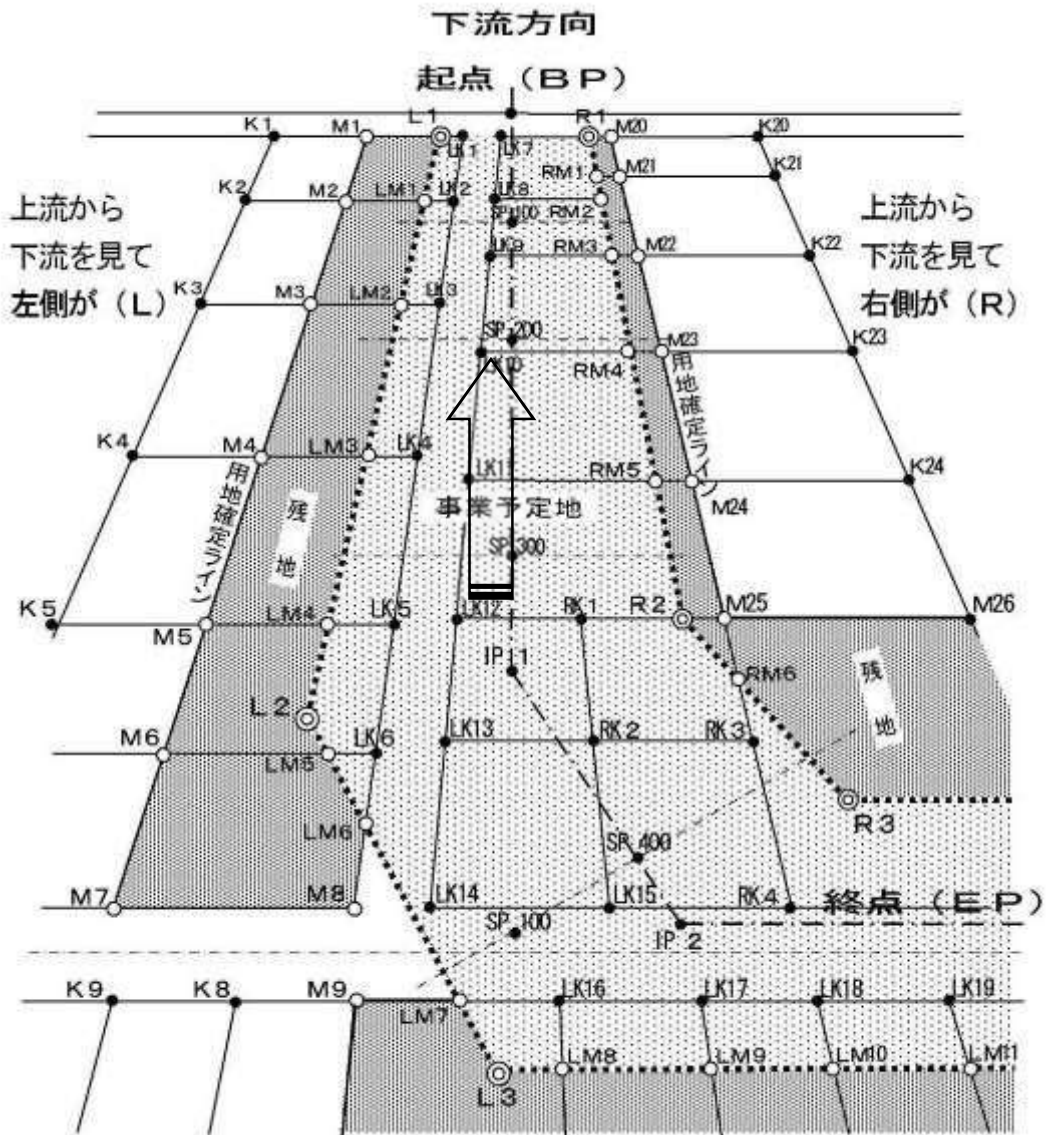 下流方向
起点（BP）
L1
R1
K1
M1
LK1
LK7
M20
K20
RM1
M21
K21
K2
M2
LM1
LK2
LK8
RM2
SP.100
上流から
下流を見て
左側が（L）
上流から
下流を見て
右側が（R）
LK9
RM3
M22
K22
K3
M3
LM2
LK3
SP.200
LK10
RM4
M23
K23
用地確定ライン
K4
M4
LM3
LK4
LK11
RM5
M24
K24
用地確定ライン
残地
事業予定地
SP.300
K5
M5
LM4
LK5
LK12
RK1
R2
M25
M26
IP.1
RM6
残地
L2
M6
LM5
LK6
LK13
RK2
RK3
R3
LM6
SP.400
M7
M8
LK14
LK15
RK4
終点（EP）
SP.100
IP.2
K9
K8
M9
LM7
LK16
LK17
LK18
LK19
L3
LM8
LM9
LM10
LM11